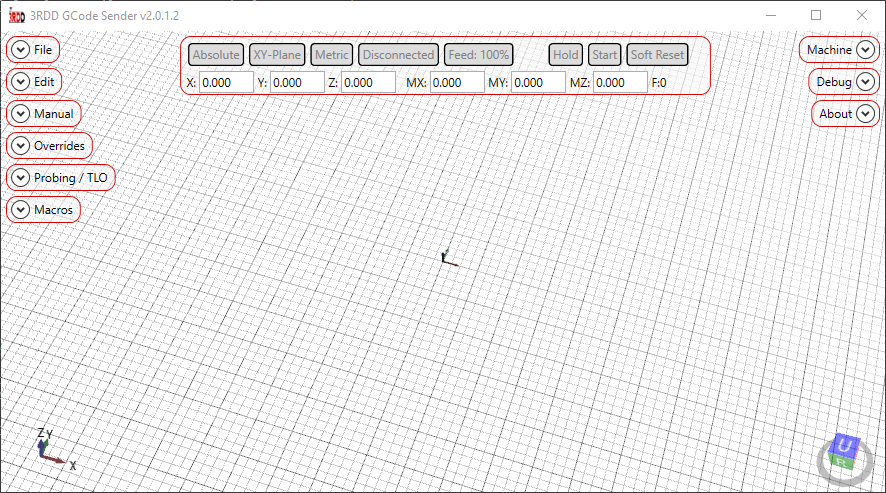 3RDD GCode Sender v2.0.1.2
File
Absolute XY-Plane Metric Disconnected Feed: 100% Hold Start Soft Reset
Machine
Edit
X: 0.000 Y: 0.000 Z: 0.000 MX: 0.000 MY: 0.000 MZ: 0.000 F:0
Debug
Manual
About
Overrides
Probing / TLO
Macros
Z Y
X
U